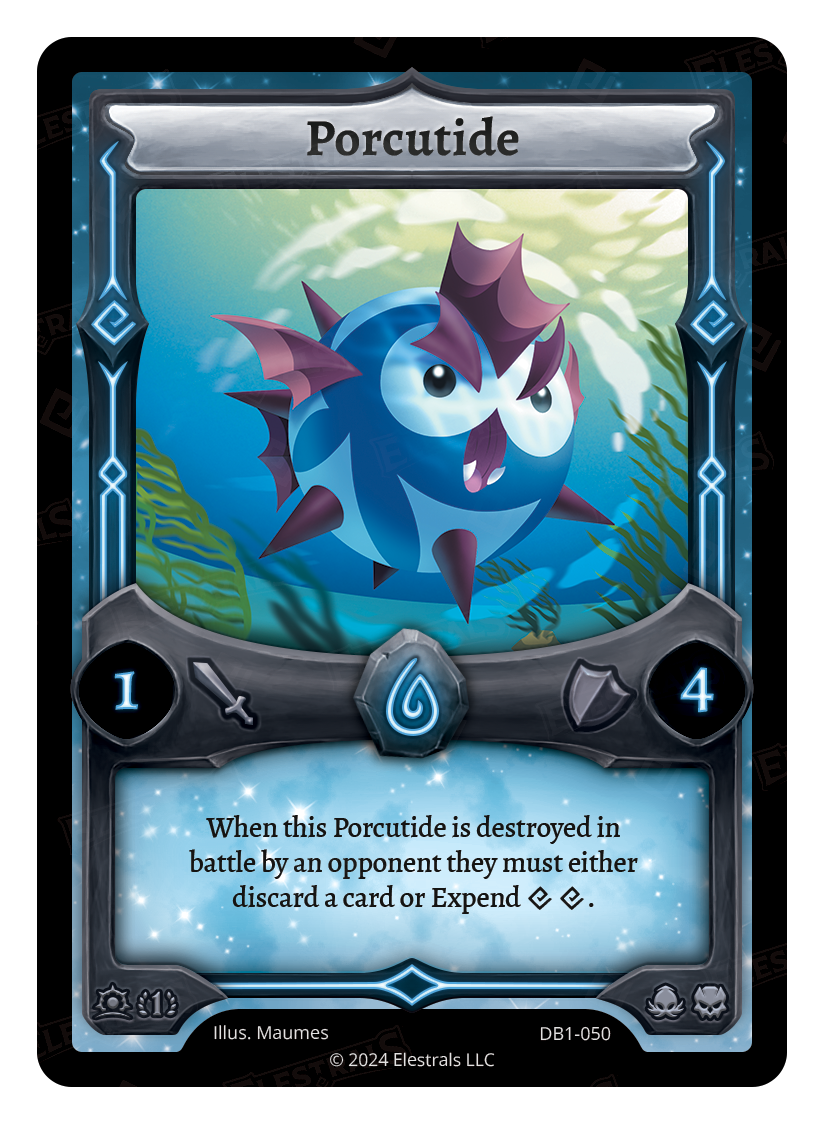 Porcutide
1
4
When this Porcutide is destroyed in
battle by an opponent they must either
discard a card or Expend.
1
Illus. Maumes
DB1-050
© 2024 Elestrals LLC